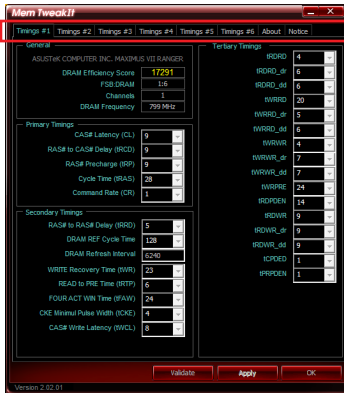 Mem TweakIt
Timings #1 Timings #2 Timings #3 Timings #4 Timings #5 Timings #6 About Notice
General
ASUSTeK COMPUTER INC. MAXIMUS VII RANGER
DRAM Efficiency Score 17291
FSB:DRAM 1:6
Channels 1
DRAM Frequency 799 MHz
Primary Timings
CAS# Latency (CL) 9
RAS# to CAS# Delay (tRCD) 9
RAS# Precharge (tRP) 9
Cycle Time (tRAS) 28
Command Rate (CR) 1
Secondary Timings
RAS# to RAS# Delay (tRRD) 5
DRAM REF Cycle Time 128
DRAM Refresh Interval 6240
WRITE Recovery Time (tWR) 23
READ to PRE Time (tRTP) 6
FOUR ACT WIN Time (tFAW) 24
CKE Minimul Pulse Width (tCKE) 4
CAS# Write Latency (tWCL) 8
Tertiary Timings
tRDRD 4
tRDRD_dr 6
tRDRD_dd 6
tWRRD 20
tWRRD_dr 5
tWRRD_dd 6
tWRWR 4
tWRWR_dr 7
tWRWR_dd 7
tWRPRE 24
tRDPDEN 14
tRDWR 9
tRDWR_dr 9
tRDWR_dd 9
tCPDED 1
tPRPDEN 1
Validate Apply OK
Version 2.02.01